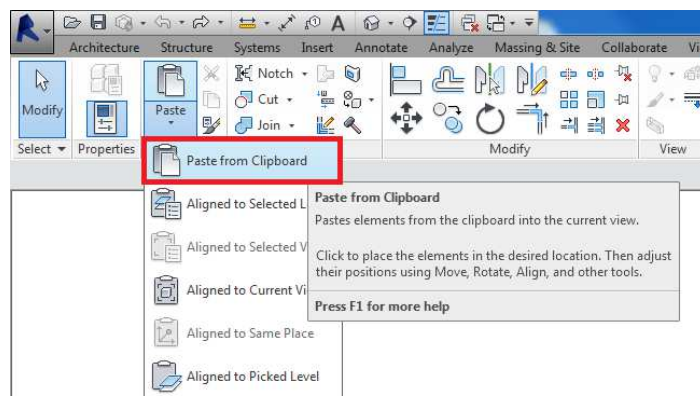 Architecture Structure Systems Insert Annotate Analyze Massing & Site Collaborate
Modify
Paste
Notch
Cut
Join
Select Properties Modify View
Paste from Clipboard
Aligned to Selected L
Aligned to Selected V
Aligned to Current Vi
Aligned to Same Place
Aligned to Picked Level
Paste from Clipboard
Pastes elements from the clipboard into the current view.
Click to place the elements in the desired location. Then adjust
their positions using Move, Rotate, Align, and other tools.
Press F1 for more help